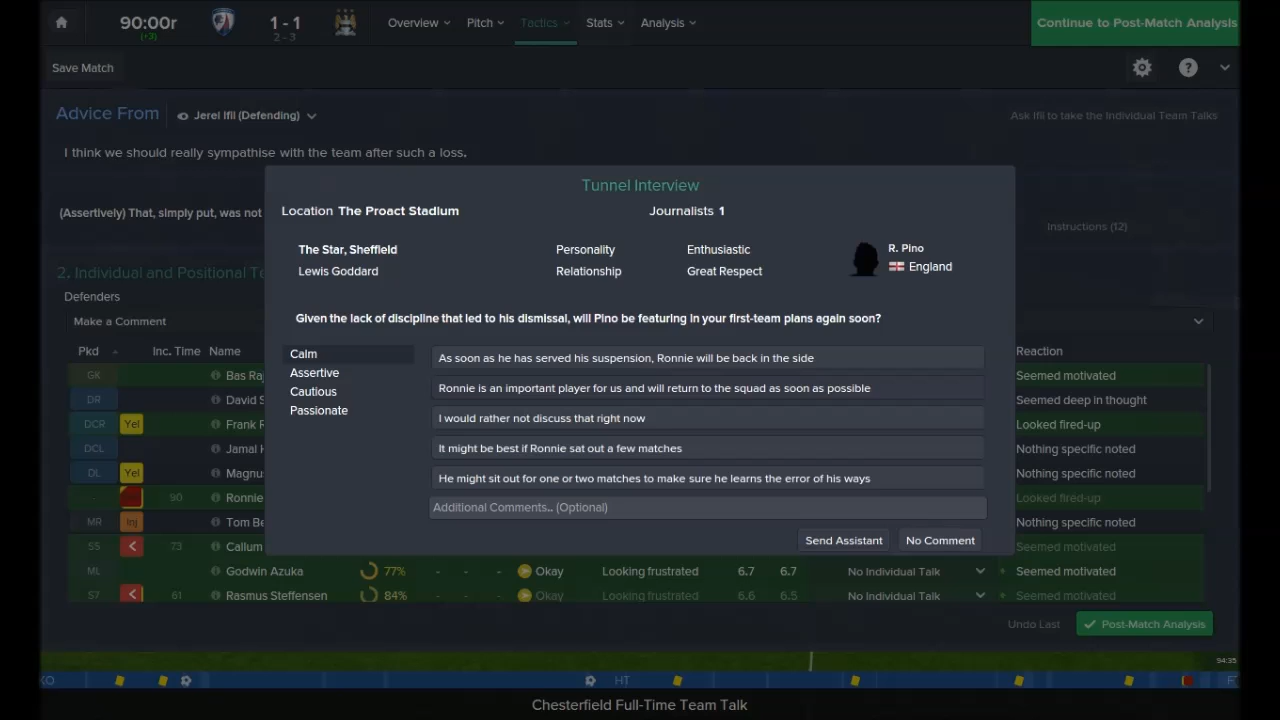 90:00r
(+3)
1 - 1
2 - 3
Overview
Pitch
Tactics
Stats
Analysis
Continue to Post-Match Analysis
Save Match
Advice From
Jerel Ifil (Defending)
Ask Ifil to take the Individual Team Talks
I think we should really sympathise with the team after such a loss.
(Assertively) That, simply put, was not
Instructions (12)
Tunnel Interview
Location The Proact Stadium
Journalists 1
The Star, Sheffield
Personality
Enthusiastic
R. Pino
Lewis Goddard
Relationship
Great Respect
England
Given the lack of discipline that led to his dismissal, will Pino be featuring in your first-team plans again soon?
Calm
Assertive
Cautious
Passionate
As soon as he has served his suspension, Ronnie will be back in the side
Ronnie is an important player for us and will return to the squad as soon as possible
I would rather not discuss that right now
It might be best if Ronnie sat out a few matches
He might sit out for one or two matches to make sure he learns the error of his ways
Additional Comments.. (Optional)
Send Assistant
No Comment
2. Individual and Positional Te
Defenders
Make a Comment
Pkd Inc. Time Name Reaction
GK Bas Raj Seemed motivated
DR David S Seemed deep in thought
DCR Yel Frank R Looked fired-up
DCL Jamal Nothing specific noted
DL Yel Magnus Nothing specific noted
- 90 Ronnie Looked fired-up
MR Inj Tom Be Nothing specific noted
S5 73 Callum Seemed motivated
ML Godwin Azuka 77% - - - Okay Looking frustrated 6.7 6.7 No Individual Talk Seemed motivated
S7 61 Rasmus Steffensen 84% - - - Okay Looking frustrated 6.6 6.5 No Individual Talk Seemed motivated
Undo Last
Post-Match Analysis
94:35
KO
HT
Chesterfield Full-Time Team Talk